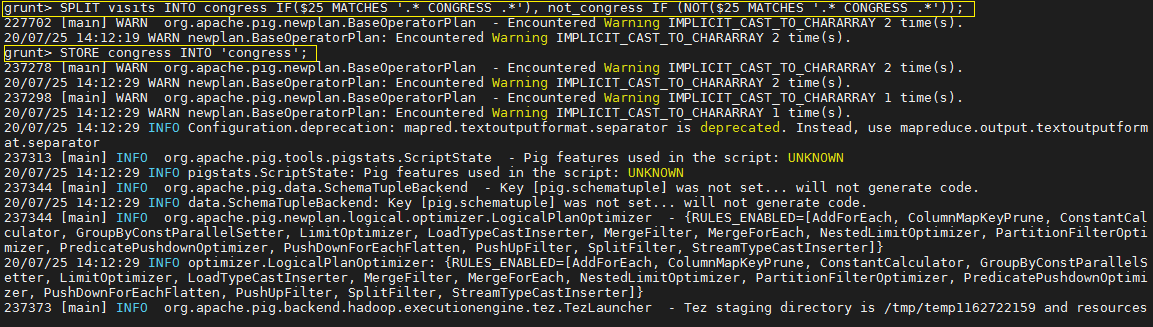 grunt> SPLIT visits INTO congress IF($25 MATCHES '.* CONGRESS .*'), not_congress IF (NOT($25 MATCHES '.* CONGRESS .*'));
227702 [main] WARN  org.apache.pig.newplan.BaseOperatorPlan  - Encountered Warning IMPLICIT_CAST_TO_CHARARRAY 2 time(s).
20/07/25 14:12:19 WARN newplan.BaseOperatorPlan: Encountered Warning IMPLICIT_CAST_TO_CHARARRAY 2 time(s).
grunt> STORE congress INTO 'congress';
237278 [main] WARN  org.apache.pig.newplan.BaseOperatorPlan  - Encountered Warning IMPLICIT_CAST_TO_CHARARRAY 2 time(s).
20/07/25 14:12:29 WARN newplan.BaseOperatorPlan: Encountered Warning IMPLICIT_CAST_TO_CHARARRAY 2 time(s).
237298 [main] WARN  org.apache.pig.newplan.BaseOperatorPlan  - Encountered Warning IMPLICIT_CAST_TO_CHARARRAY 1 time(s).
20/07/25 14:12:29 WARN newplan.BaseOperatorPlan: Encountered Warning IMPLICIT_CAST_TO_CHARARRAY 1 time(s).
20/07/25 14:12:29 INFO Configuration.deprecation: mapred.textoutputformat.separator is deprecated. Instead, use mapreduce.output.textoutputform
at.separator
237313 [main] INFO  org.apache.pig.tools.pigstats.ScriptState  - Pig features used in the script: UNKNOWN
20/07/25 14:12:29 INFO pigstats.ScriptState: Pig features used in the script: UNKNOWN
237344 [main] INFO  org.apache.pig.data.SchemaTupleBackend  - Key [pig.schematuple] was not set... will not generate code.
20/07/25 14:12:29 INFO data.SchemaTupleBackend: Key [pig.schematuple] was not set... will not generate code.
237344 [main] INFO  org.apache.pig.newplan.logical.optimizer.LogicalPlanOptimizer  - {RULES_ENABLED=[AddForEach, ColumnMapKeyPrune, ConstantCal
culator, GroupByConstParallelSetter, LimitOptimizer, LoadTypeCastInserter, MergeFilter, MergeForEach, NestedLimitOptimizer, PartitionFilterOpti
mizer, PredicatePushdownOptimizer, PushDownForEachFlatten, PushUpFilter, SplitFilter, StreamTypeCastInserter]}
20/07/25 14:12:29 INFO optimizer.LogicalPlanOptimizer: {RULES_ENABLED=[AddForEach, ColumnMapKeyPrune, ConstantCalculator, GroupByConstParallelS
etter, LimitOptimizer, LoadTypeCastInserter, MergeFilter, MergeForEach, NestedLimitOptimizer, PartitionFilterOptimizer, PredicatePushdownOptimi
zer, PushDownForEachFlatten, PushUpFilter, SplitFilter, StreamTypeCastInserter]}
237373 [main] INFO  org.apache.pig.backend.hadoop.executionengine.tez.TezLauncher  - Tez staging directory is /tmp/temp1162722159 and resources